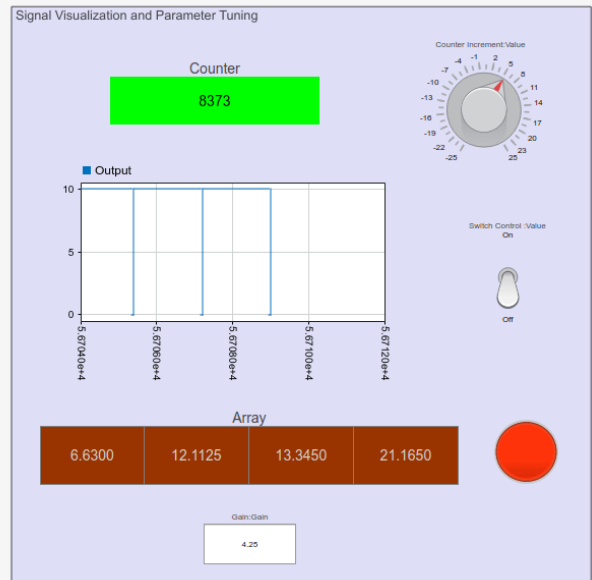 Signal Visualization and Parameter Tuning
Counter
8373
Counter Increment:Value
-25
-22
-19
-16
-13
-10
-7
-4
-1
2
5
8
11
14
17
20
23
25
Output
10
5
0
5.67040e+4
5.67060e+4
5.67080e+4
5.67100e+4
5.67120e+4
Switch Control :Value
On
Off
Array
6.6300 12.1125 13.3450 21.1650
Gain:Gain
4.25